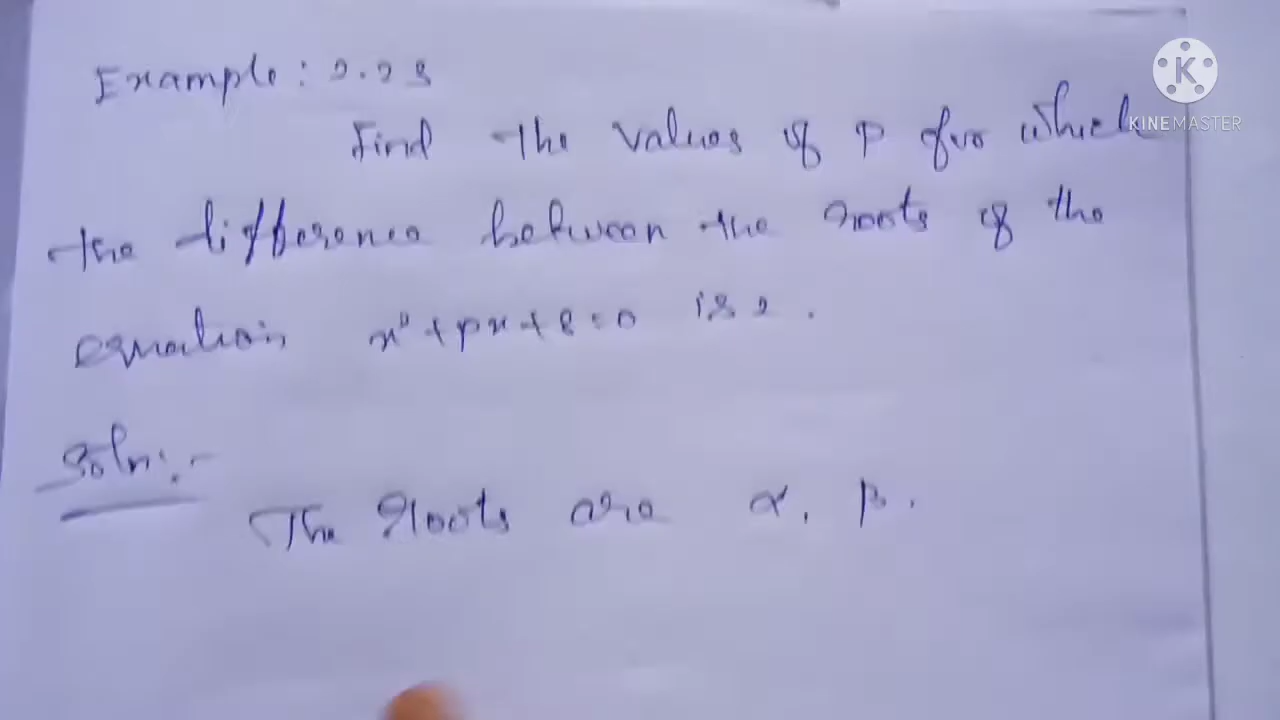 Example: 2.23
Find the values of p for which
the difference between the roots of the
equation x² + px + 8 = 0 is 2.
Soln:-
The roots are α, β.
KINEMASTER